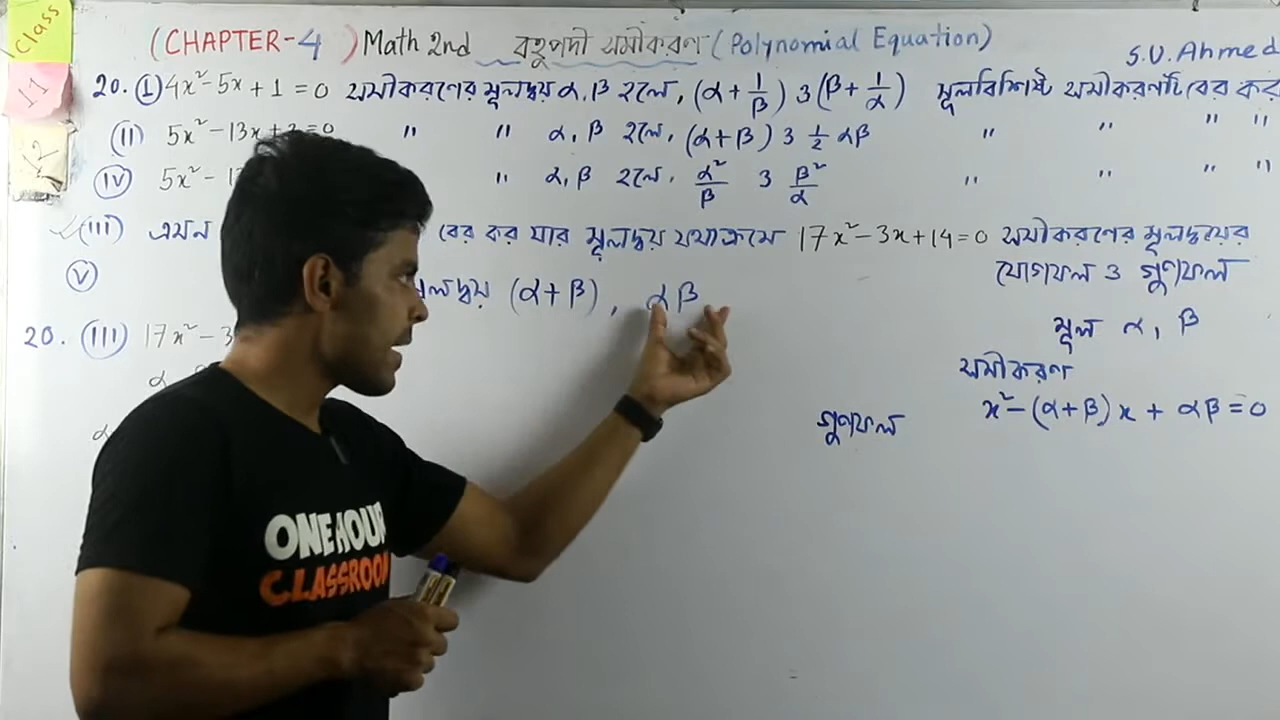 Class
11
12
(CHAPTER-4) Math 2nd বহুপদী সমীকরণ (Polynomial Equation)
S.U.Ahmed
20. (i) 4x² - 5x + 1 = 0 সমীকরণের মূলদ্বয় α, β হলে, (α + 1/β) ও (β + 1/α) মূলবিশিষ্ট সমীকরণটি বের কর
(ii) 5x² - 13x + = 0 " " α, β হলে, (α + β) ও 1/2 αβ " " " "
(iv) 5x² - 1 " α, β হলে, α²/β ও β²/α " " " "
(iii) এমন বের কর যার মূলদ্বয় যথাক্রমে 17x² - 3x + 14 = 0 সমীকরণের মূলদ্বয়ের
যোগফল ও গুণফল
(v)
মূলদ্বয় (α + β), αβ
মূল α, β
20. (iii) 17x² - 3
সমীকরণ
α
x² - (α + β) x + αβ = 0
গুণফল
α
ONE HOUR
CLASSROOM